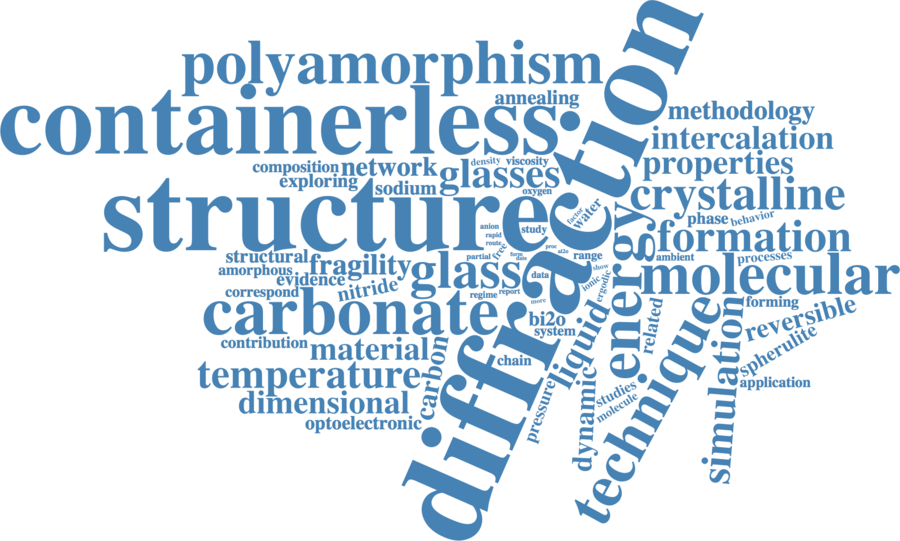 polyamorphism
containerless
annealing
diffraction
methodology
intercalation
properties
composition
network
density
viscosity
exploring
sodium
glasses
oxygen
crystalline
structure
factor
water
phase
behavior
anion
study
rapid
route
proc
al2o
free
energy
formation
structural
partial
form
date
range
ambient
processes
amorphous
fragility
glass
data
show
ionic
ergodic
molecular
evidence
correspond
nitride
regime
report
more
carbonate
bi2o
system
liquid
related
technique
simulation
forming
reversible
spherulite
contribution
material
carbon
chain
temperature
pressure
dynamic
studies
molecule
application
dimensional
optoelectronic